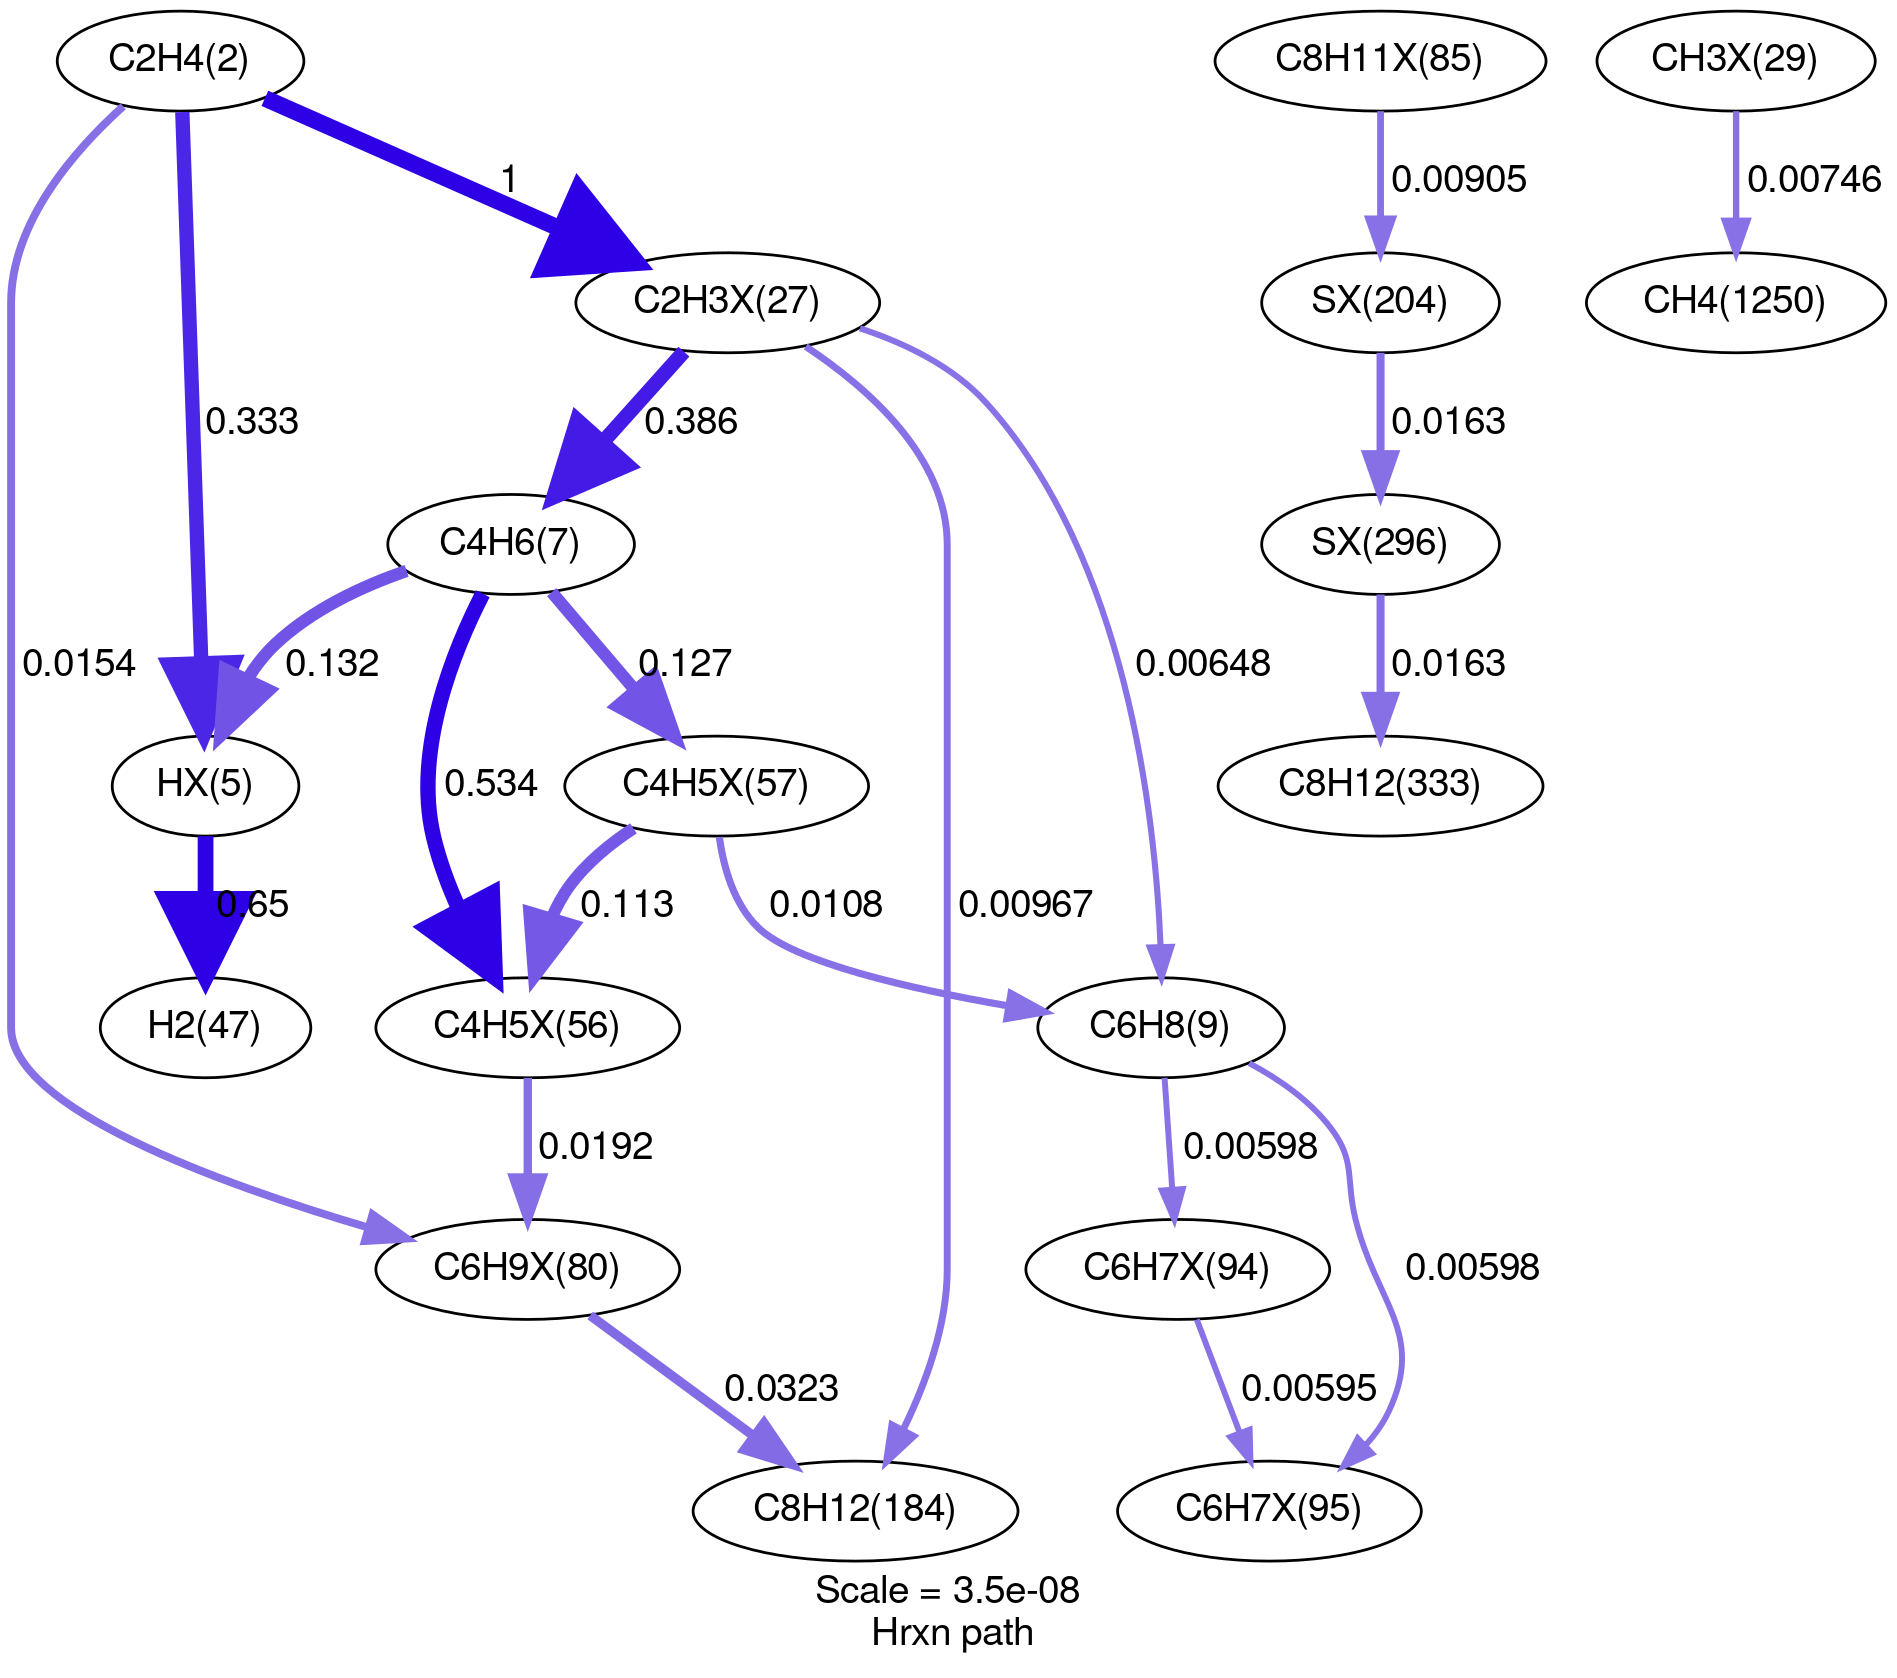 C2H4(2)
C8H11X(85)
CH3X(29)
1
0.00905
0.00746
C2H3X(27)
SX(204)
CH4(1250)
0.333
0.386
0.0163
C4H6(7)
SX(296)
0.0154
0.132
0.127
0.00648
0.0163
HX(5)
0.534
C4H5X(57)
C8H12(333)
0.65
0.113
0.0108
0.00967
H2(47)
C4H5X(56)
C6H8(9)
0.0192
0.00598
C6H9X(80)
C6H7X(94)
0.00598
0.0323
0.00595
C8H12(184)
C6H7X(95)
Scale = 3.5e-08
Hrxn path